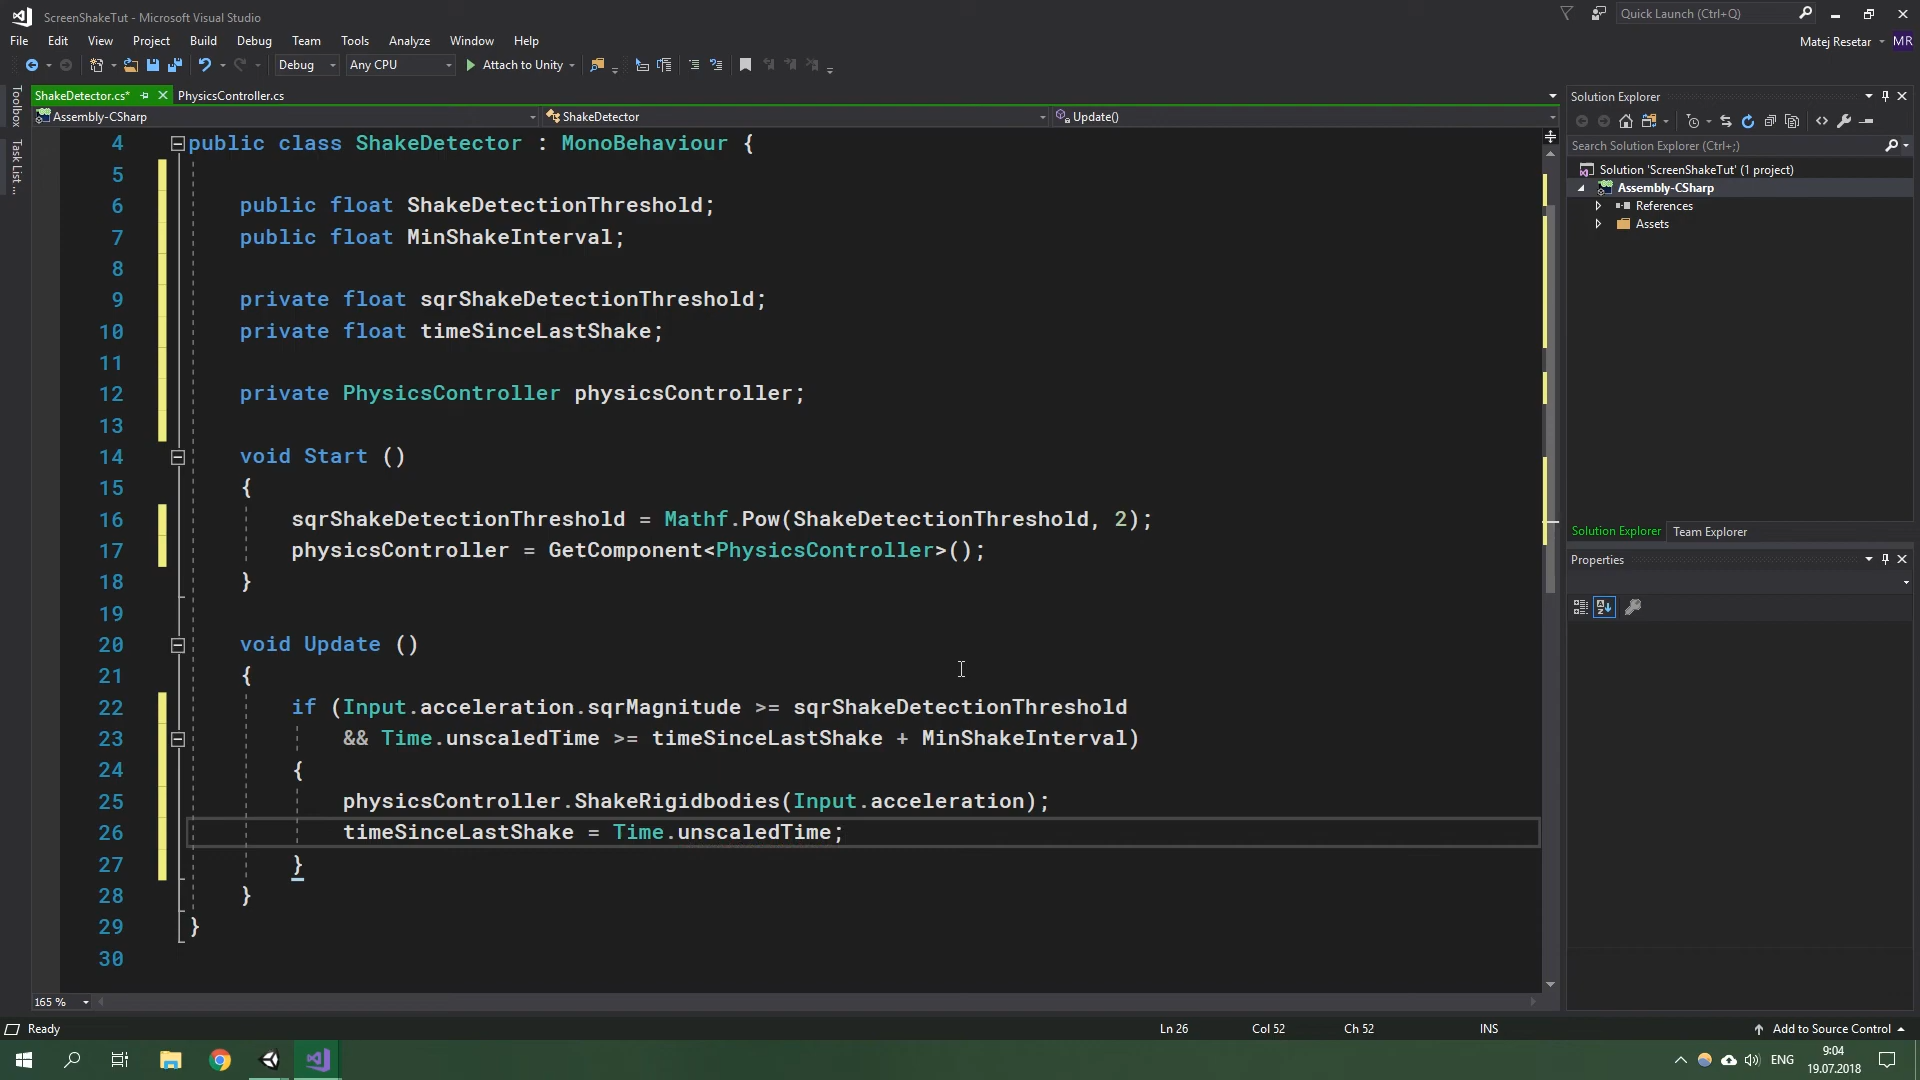 ScreenShakeTut - Microsoft Visual Studio
Quick Launch (Ctrl+Q)
File Edit View Project Build Debug Team Tools Analyze Window Help
Matej Resetar MR
Debug Any CPU Attach to Unity
Toolbox
Task List ...
ShakeDetector.cs* PhysicsController.cs
Assembly-CSharp ShakeDetector Update()
4 public class ShakeDetector : MonoBehaviour {
5
6 public float ShakeDetectionThreshold;
7 public float MinShakeInterval;
8
9 private float sqrShakeDetectionThreshold;
10 private float timeSinceLastShake;
11
12 private PhysicsController physicsController;
13
14 void Start ()
15 {
16 sqrShakeDetectionThreshold = Mathf.Pow(ShakeDetectionThreshold, 2);
17 physicsController = GetComponent<PhysicsController>();
18 }
19
20 void Update ()
21 {
22 if (Input.acceleration.sqrMagnitude >= sqrShakeDetectionThreshold
23 && Time.unscaledTime >= timeSinceLastShake + MinShakeInterval)
24 {
25 physicsController.ShakeRigidbodies(Input.acceleration);
26 timeSinceLastShake = Time.unscaledTime;
27 }
28 }
29 }
30
165 %
Solution Explorer
Search Solution Explorer (Ctrl+;)
Solution 'ScreenShakeTut' (1 project)
Assembly-CSharp
References
Assets
Solution Explorer Team Explorer
Properties
Ready Ln 26 Col 52 Ch 52 INS Add to Source Control
ENG 9:04
19.07.2018